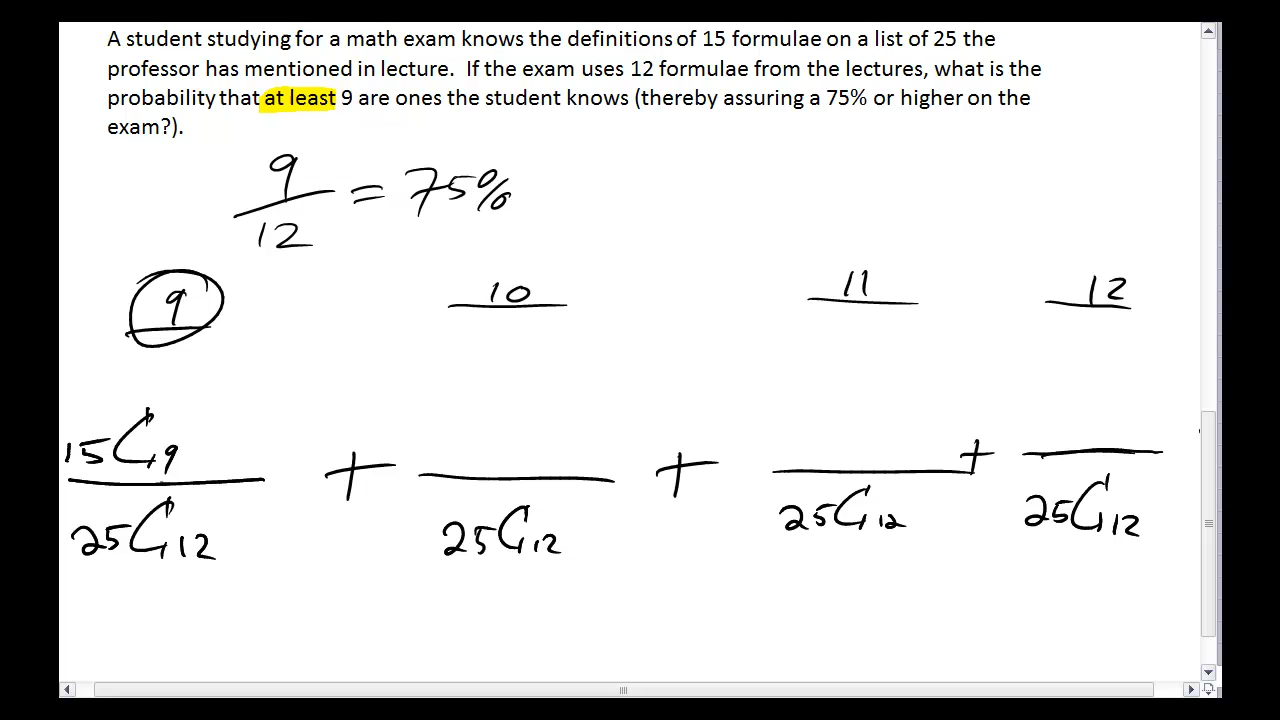 A student studying for a math exam knows the definitions of 15 formulae on a list of 25 the
professor has mentioned in lecture. If the exam uses 12 formulae from the lectures, what is the
probability that at least 9 are ones the student knows (thereby assuring a 75% or higher on the
exam?).
9
12 = 75%
9 10 11 12
15C9
+ + +
25C12 25C12 25C12 25C12